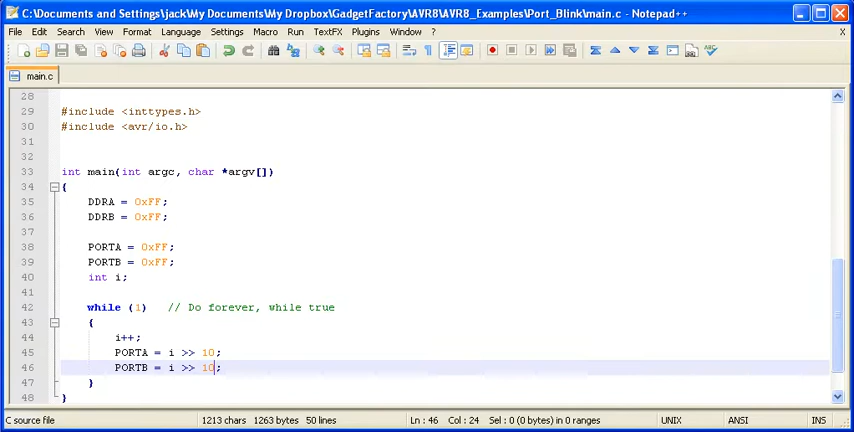 C:\Documents and Settings\jack\My Documents\My Dropbox\GadgetFactory\AVR8\AVR8_Examples\Port_Blink\main.c - Notepad++
File Edit Search View Format Language Settings Macro Run TextFX Plugins Window ? X
main.c
28
29 #include <inttypes.h>
30 #include <avr/io.h>
31
32
33 int main(int argc, char *argv[])
34 {
35 DDRA = 0xFF;
36 DDRB = 0xFF;
37
38 PORTA = 0xFF;
39 PORTB = 0xFF;
40 int i;
41
42 while (1) // Do forever, while true
43 {
44 i++;
45 PORTA = i >> 10;
46 PORTB = i >> 10;
47 }
48 }
C source file 1213 chars 1263 bytes 50 lines Ln : 46 Col : 24 Sel : 0 (0 bytes) in 0 ranges UNIX ANSI INS